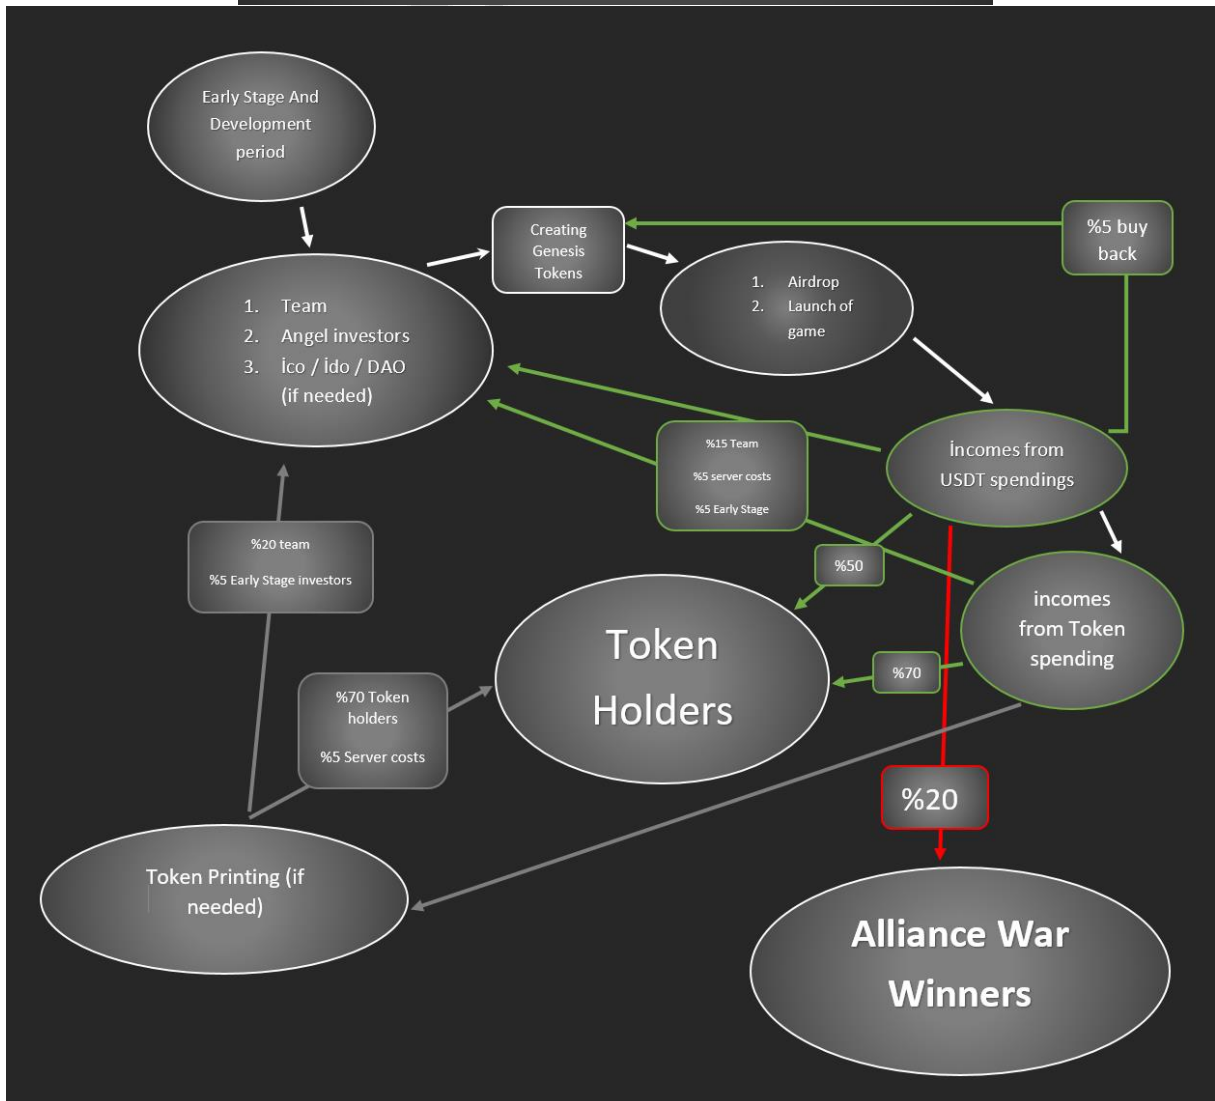 Early Stage And
Development
period
Creating
Genesis
Tokens
%5 buy
back
1. Team
2. Angel investors
3. İco / İdo / DAO
(if needed)
1. Airdrop
2. Launch of
game
%15 Team
%5 server costs
%5 Early Stage
İncomes from
USDT spendings
%20 team
%5 Early Stage investors
%50
incomes
from Token
spending
Token
Holders
%70
%70 Token
holders
%5 Server costs
%20
Token Printing (if
needed)
Alliance War
Winners